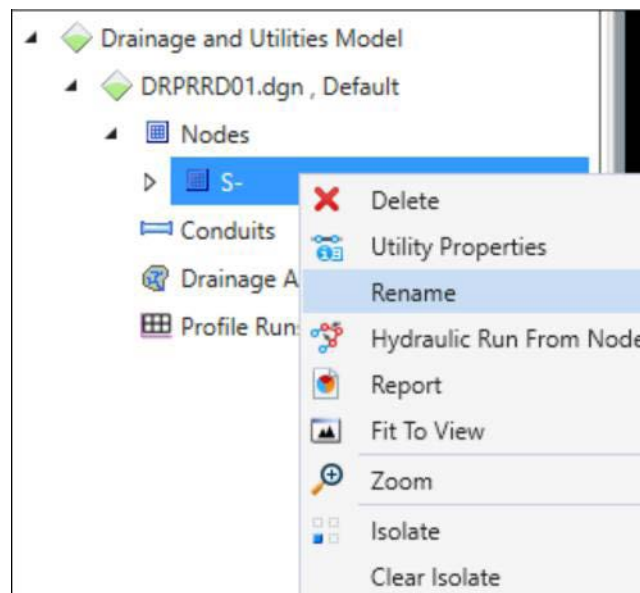 Drainage and Utilities Model
DRPRRD01.dgn , Default
Nodes
S-
Conduits
Drainage A
Profile Run
Delete
Utility Properties
Rename
Hydraulic Run From Node
Report
Fit To View
Zoom
Isolate
Clear Isolate